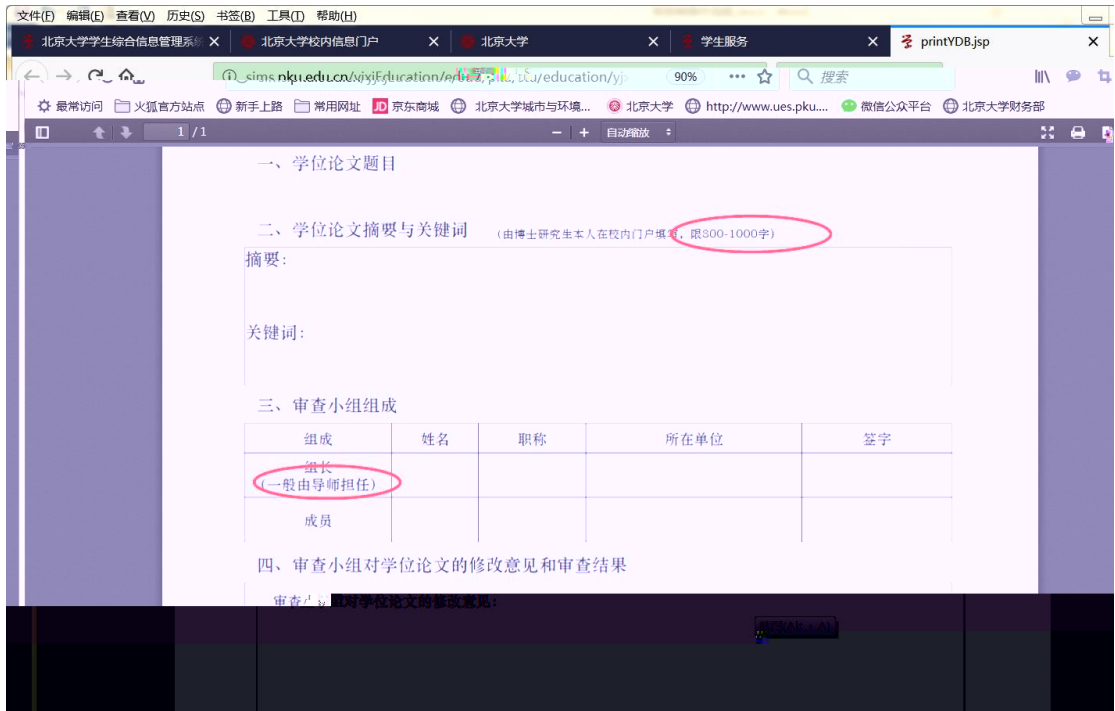 文件(F) 编辑(E) 查看(V) 历史(S) 书签(B) 工具(T) 帮助(H)
北京大学学生综合信息管理系统 × 北京大学校内信息门户 × 北京大学 × 学生服务 × printYDB.jsp ×
sims.pku.edu.cn/ /education/yj 90% ··· 搜索
最常访问 火狐官方站点 新手上路 常用网址 JD 京东商城 北京大学城市与环境... 北京大学 http://www.ues.pku.... 微信公众平台 北京大学财务部
1 / 1 − + 自动缩放
一、学位论文题目
二、学位论文摘要与关键词 (由博士研究生本人在校内门户填写，限800-1000字)
摘要:
关键词:
三、审查小组组成
组成 姓名 职称 所在单位 签字
组长
(一般由导师担任)
成员
四、审查小组对学位论文的修改意见和审查结果
审查小组对学位论文的修改意见: